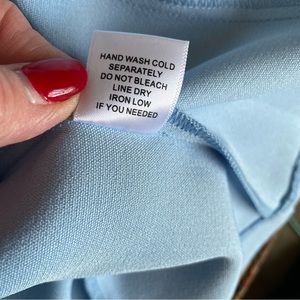 HAND WASH COLD
SEPARATELY
DO NOT BLEACH
LINE DRY
IRON LOW
IF YOU NEEDED